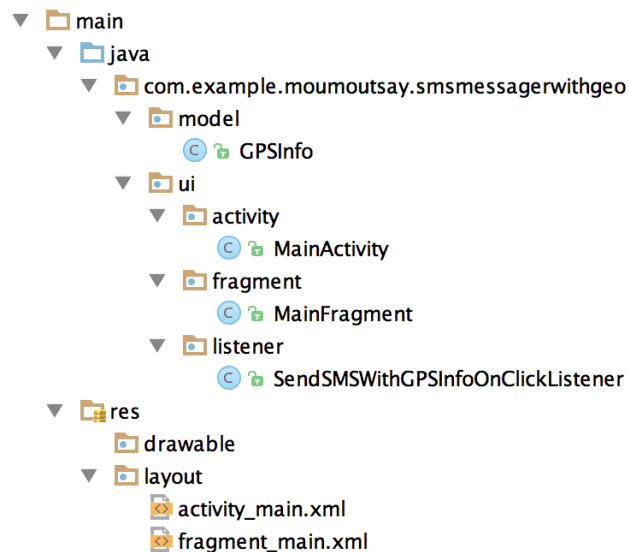 main
java
com.example.moumoutsay.smsmessagerwithgeo
model
C GPSInfo
ui
activity
C MainActivity
fragment
C MainFragment
listener
C SendSMSWithGPSInfoOnClickListener
res
drawable
layout
activity_main.xml
fragment_main.xml